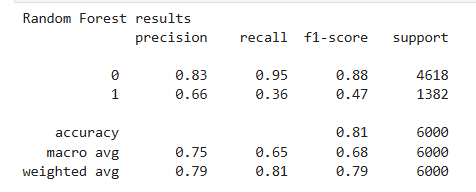 Random Forest results
precision recall f1-score support
0 0.83 0.95 0.88 4618
1 0.66 0.36 0.47 1382
accuracy 0.81 6000
macro avg 0.75 0.65 0.68 6000
weighted avg 0.79 0.81 0.79 6000